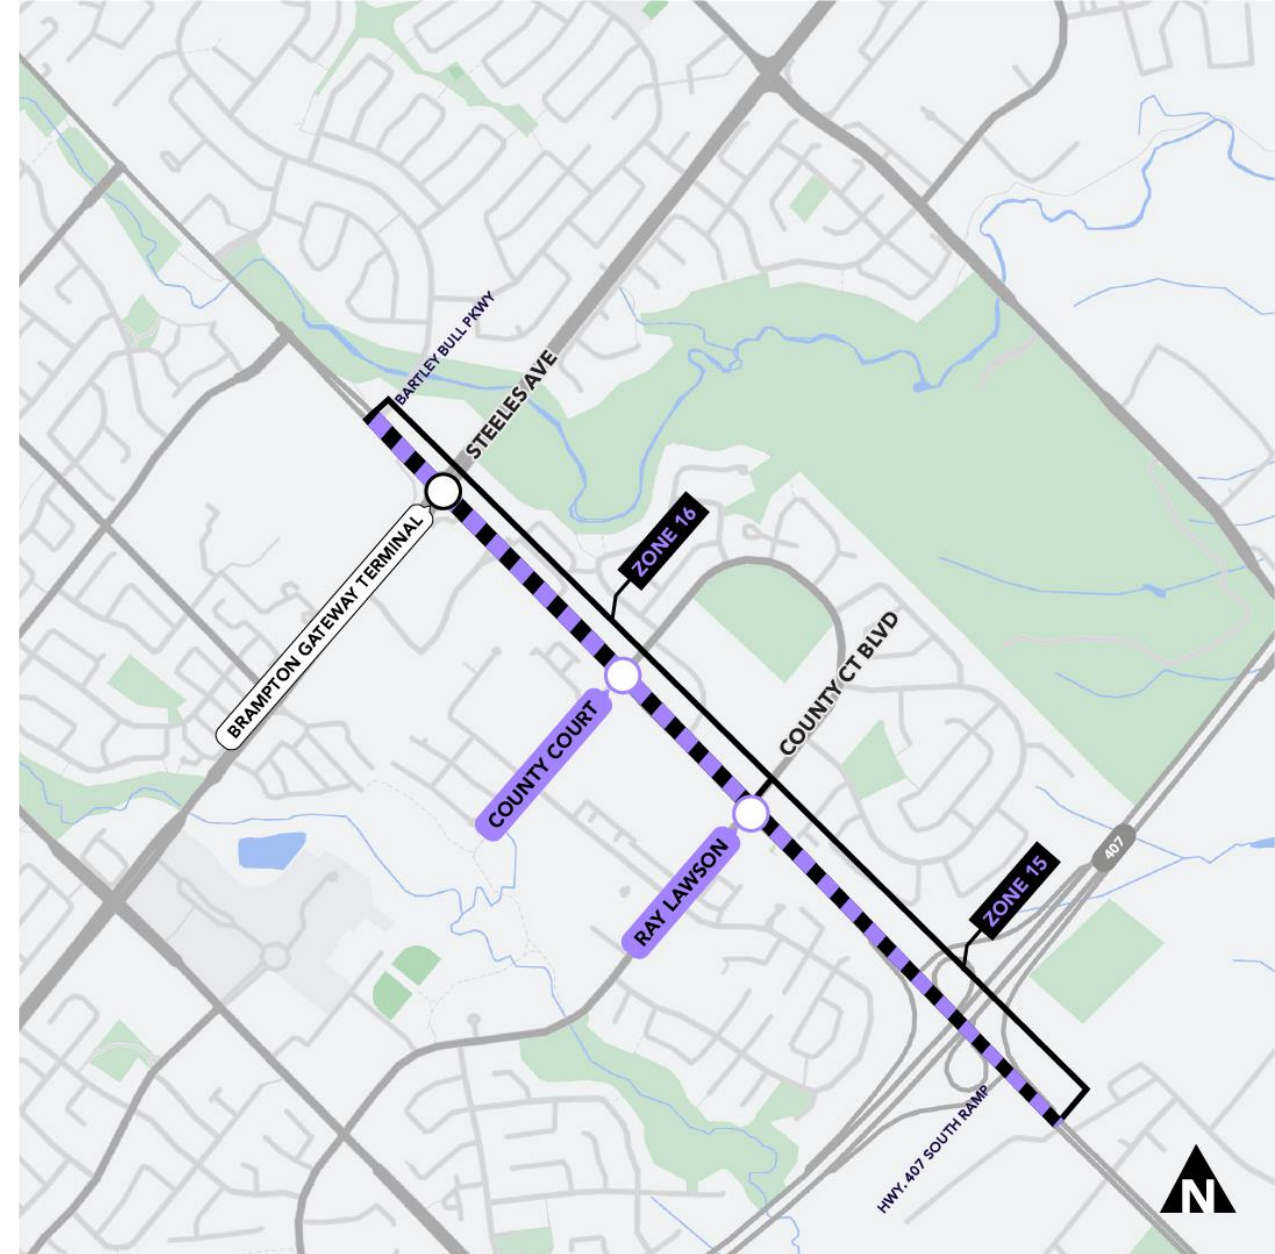 BARTLEY BULL PKWY
STEELES AVE
BRAMPTON GATEWAY TERMINAL
ZONE 16
COUNTY COURT
COUNTY CT BLVD
RAY LAWSON
407
ZONE 15
HWY. 407 SOUTH RAMP
N